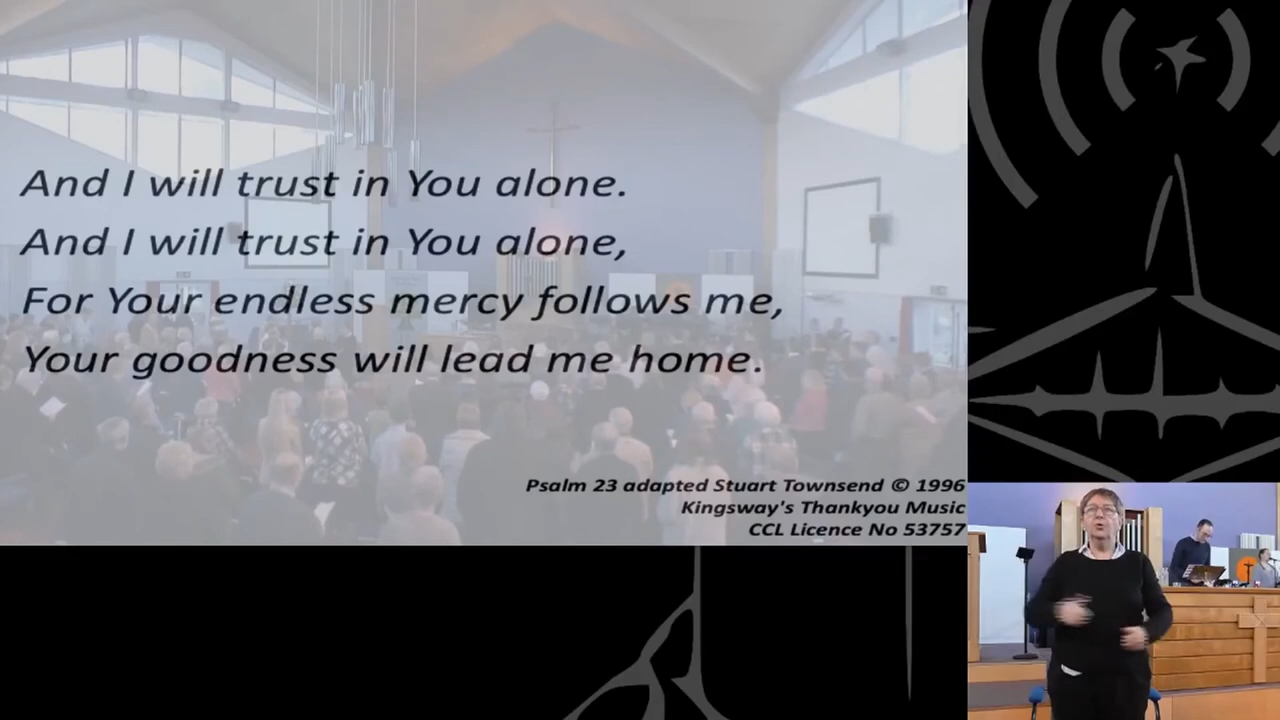 And I will trust in You alone.
And I will trust in You alone,
For Your endless mercy follows me,
Your goodness will lead me home.
Psalm 23 adapted Stuart Townsend © 1996
Kingsway's Thankyou Music
CCL Licence No 53757